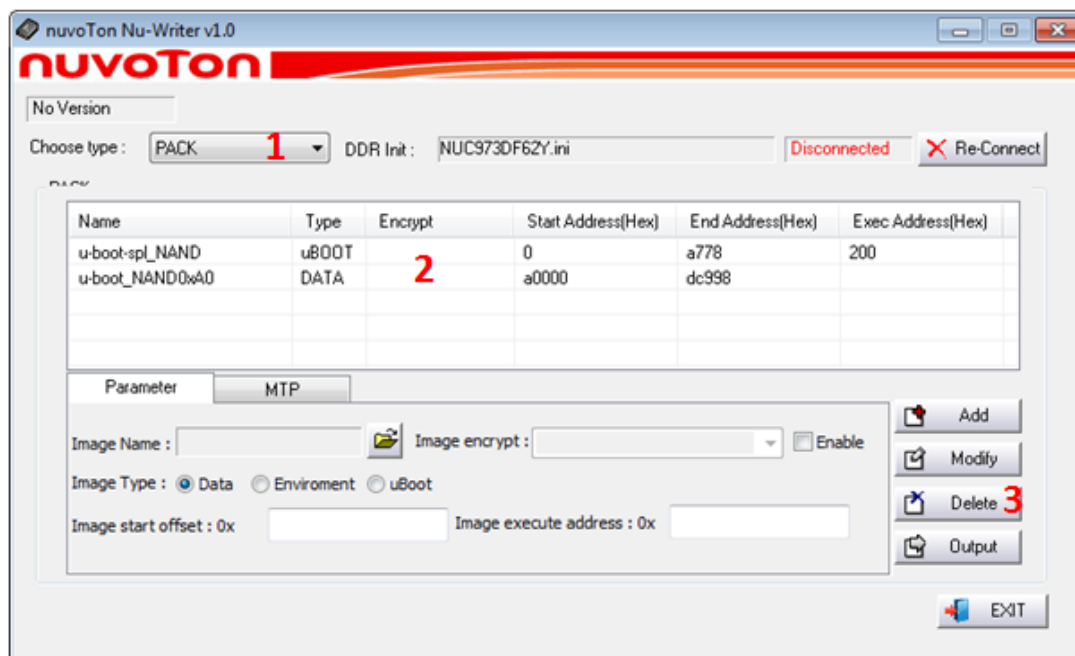 nuvoTon Nu-Writer v1.0
nuvoTon
No Version
Choose type : PACK 1 DDR Init : NUC973DF62Y.ini Disconnected Re-Connect
PACK
Name Type Encrypt Start Address(Hex) End Address(Hex) Exec Address(Hex)
u-boot-spl_NAND uBOOT 0 a778 200
u-boot_NAND0xA0 DATA a0000 dc998
2
Parameter MTP
Image Name : Image encrypt : Enable
Image Type : Data Enviroment uBoot
Image start offset : 0x Image execute address : 0x
Add
Modify
Delete 3
Output
EXIT